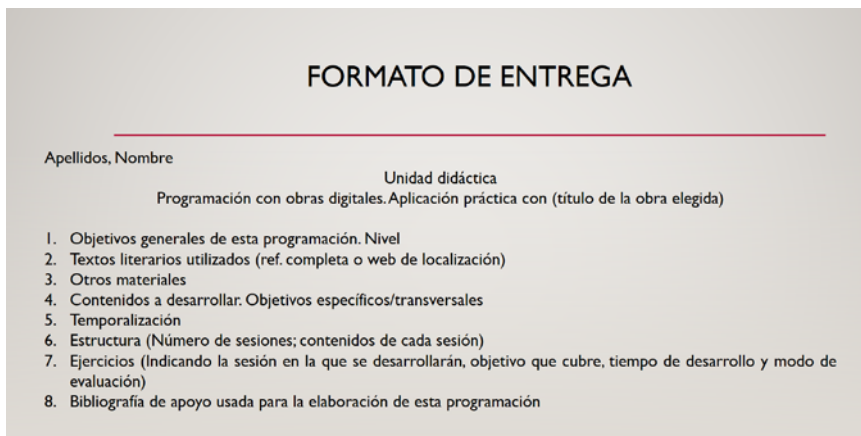 FORMATO DE ENTREGA
Apellidos, Nombre
Unidad didáctica
Programación con obras digitales. Aplicación práctica con (título de la obra elegida)
1. Objetivos generales de esta programación. Nivel
2. Textos literarios utilizados (ref. completa o web de localización)
3. Otros materiales
4. Contenidos a desarrollar. Objetivos específicos/transversales
5. Temporalización
6. Estructura (Número de sesiones; contenidos de cada sesión)
7. Ejercicios (Indicando la sesión en la que se desarrollarán, objetivo que cubre, tiempo de desarrollo y modo de
evaluación)
8. Bibliografía de apoyo usada para la elaboración de esta programación